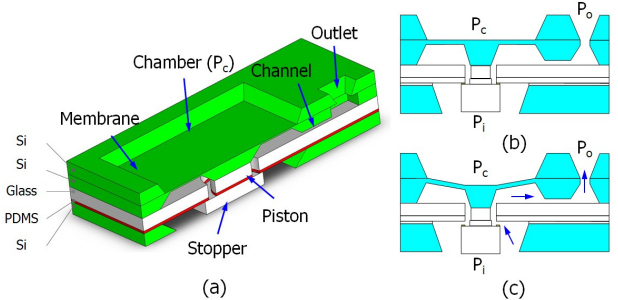 Outlet
Chamber (Pc)
Channel
Membrane
Si
Si
Glass
PDMS
Si
Piston
Stopper
(a)
Pc
Po
Pi
(b)
Pc
Po
Pi
(c)